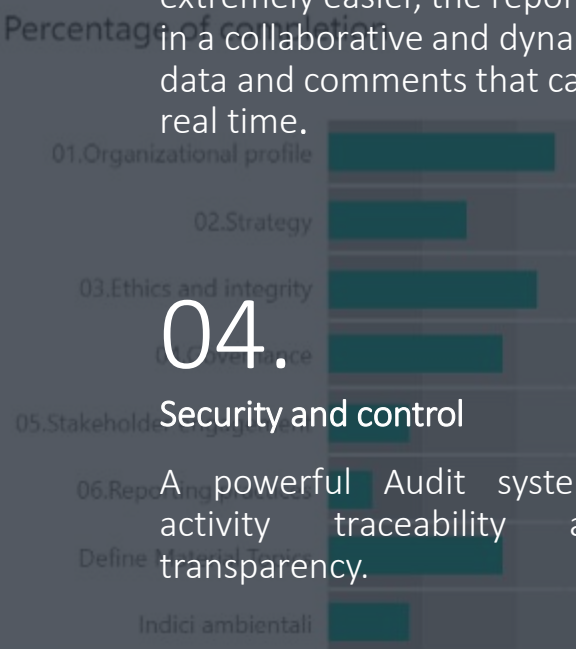 extremely easier, the repor
Percentage of completion
in a collaborative and dyna
data and comments that ca
real time.
01.Organizational profile
02.Strategy
03.Ethics and integrity
04.
04.Governance
Security and control
05.Stakeholder engagement
A powerful Audit syste
06.Reporting practices
activity traceability a
Define Material Topics
transparency.
Indici ambientali